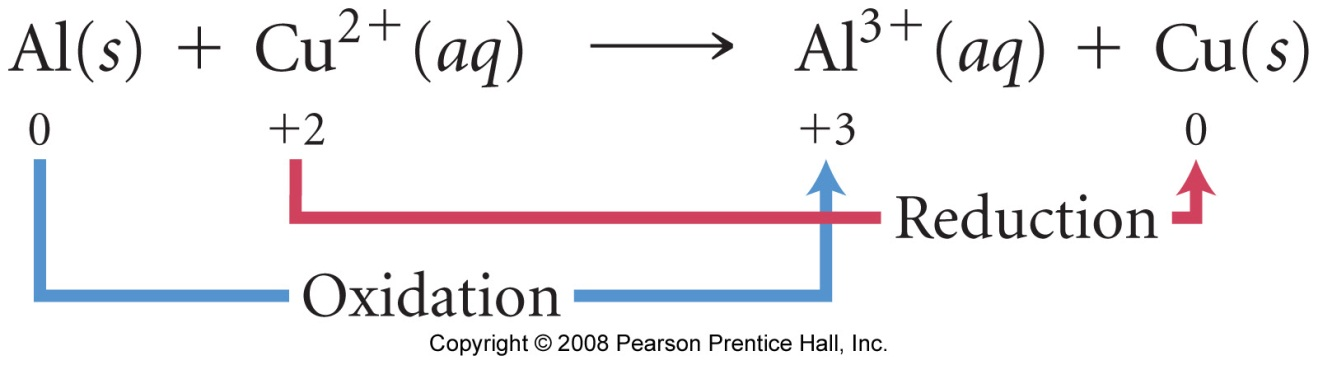 Al(s) + Cu²⁺(aq) ⟶ Al³⁺(aq) + Cu(s)
0 +2 +3 0
Reduction
Oxidation
Copyright © 2008 Pearson Prentice Hall, Inc.